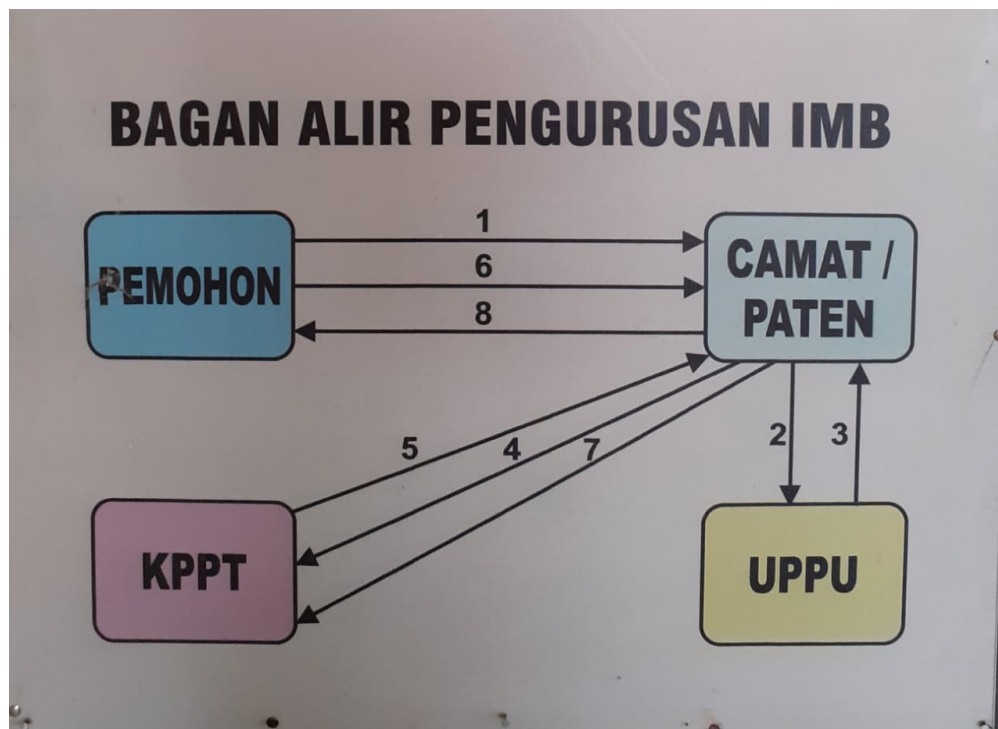 BAGAN ALIR PENGURUSAN IMB
1
PEMOHON
6
8
CAMAT /
PATEN
5
4
7
2
3
KPPT
UPPU